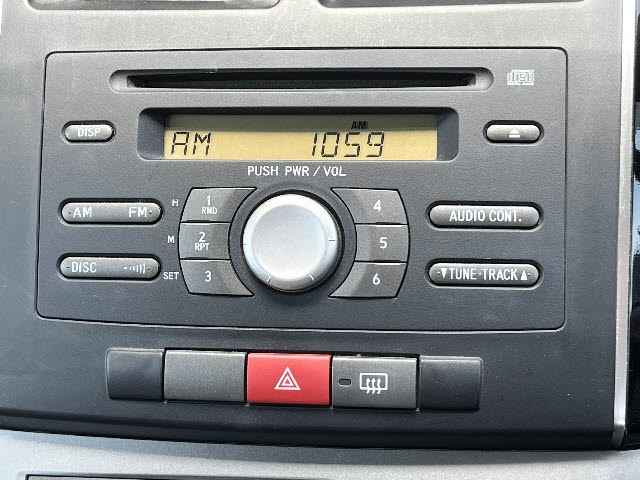 DISC
DISP
AM
AM 1059
PUSH PWR / VOL
AM FM
H 1 RND
M 2 RPT
SET 3
4
5
6
AUDIO CONT.
DISC
▼TUNE·TRACK▲